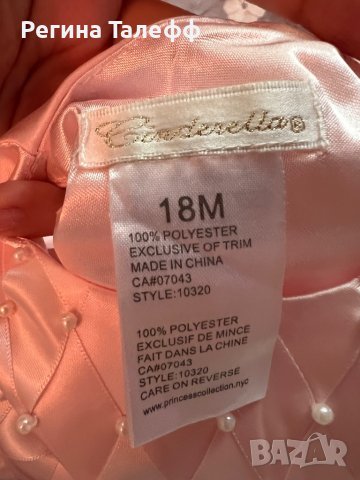 Регина Талефф
Cinderella®
18M
100% POLYESTER
EXCLUSIVE OF TRIM
MADE IN CHINA
CA#07043
STYLE:10320
100% POLYESTER
EXCLUSIF DE MINCE
FAIT DANS LA CHINE
CA#07043
STYLE:10320
CARE ON REVERSE
www.princesscollection.nyc
BAZAR